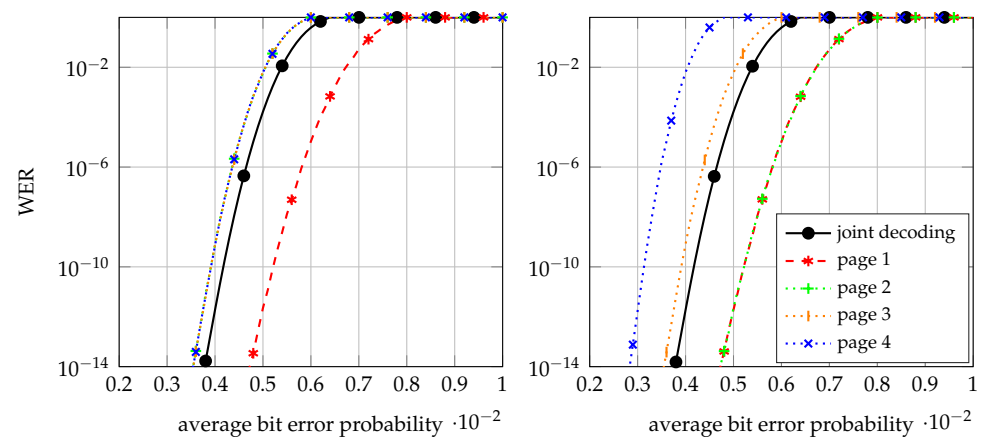 10−2
10−6
10−10
10−14
WER
0.2 0.3 0.4 0.5 0.6 0.7 0.8 0.9 1
average bit error probability ·10−2
10−2
10−6
10−10
10−14
0.2 0.3 0.4 0.5 0.6 0.7 0.8 0.9 1
average bit error probability ·10−2
joint decoding
page 1
page 2
page 3
page 4